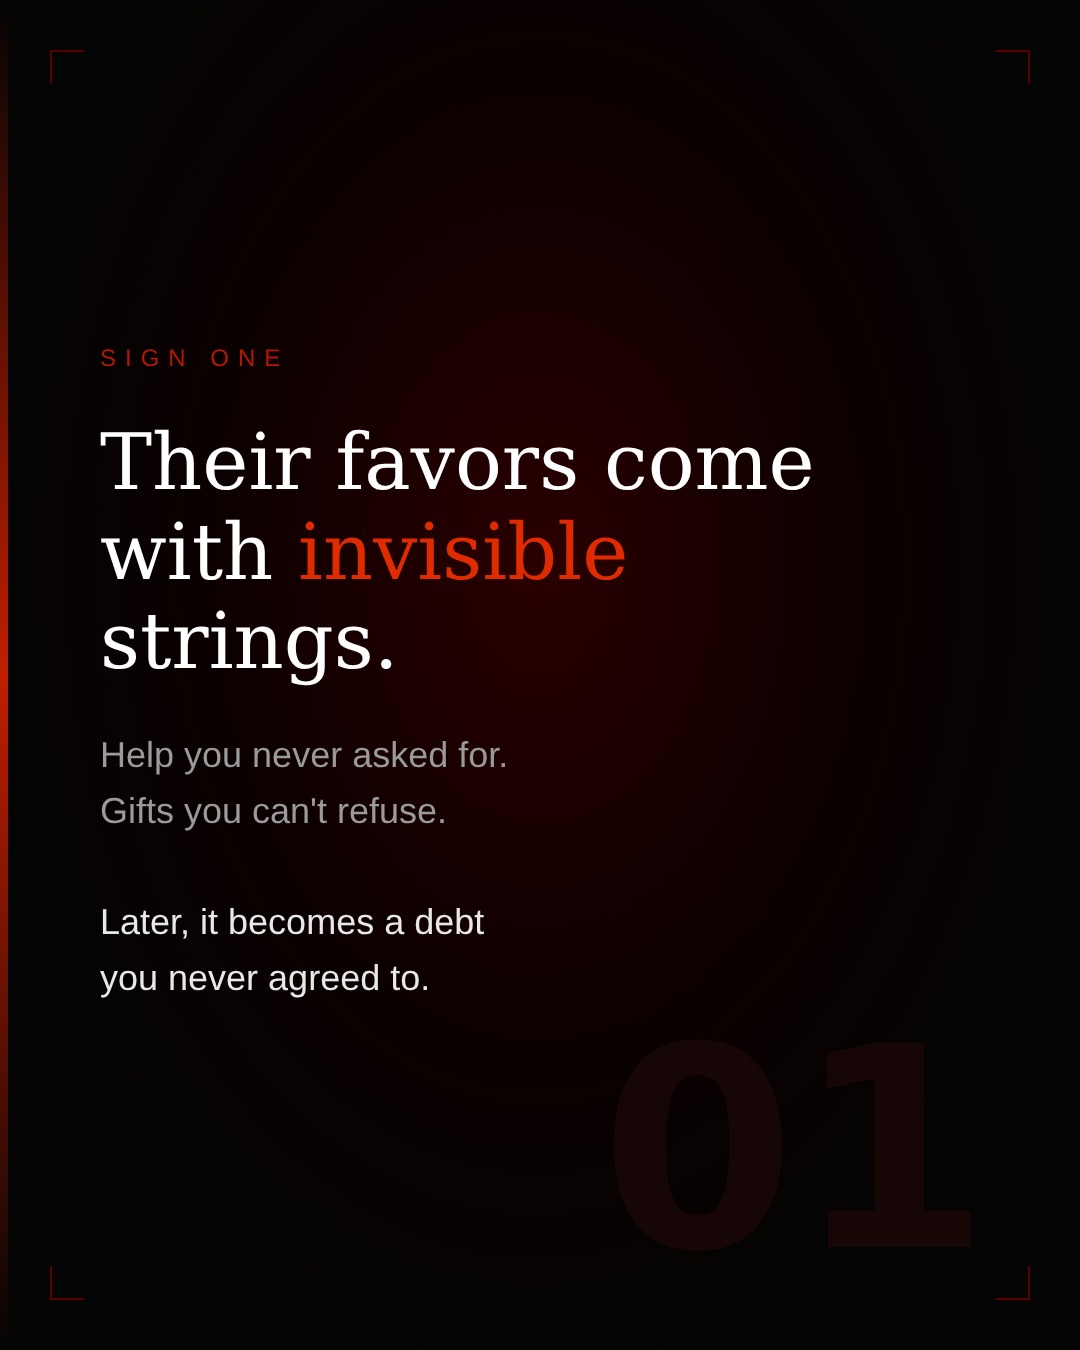 SIGN ONE
Their favors come
with invisible
strings.
Help you never asked for.
Gifts you can't refuse.
Later, it becomes a debt
you never agreed to.
01